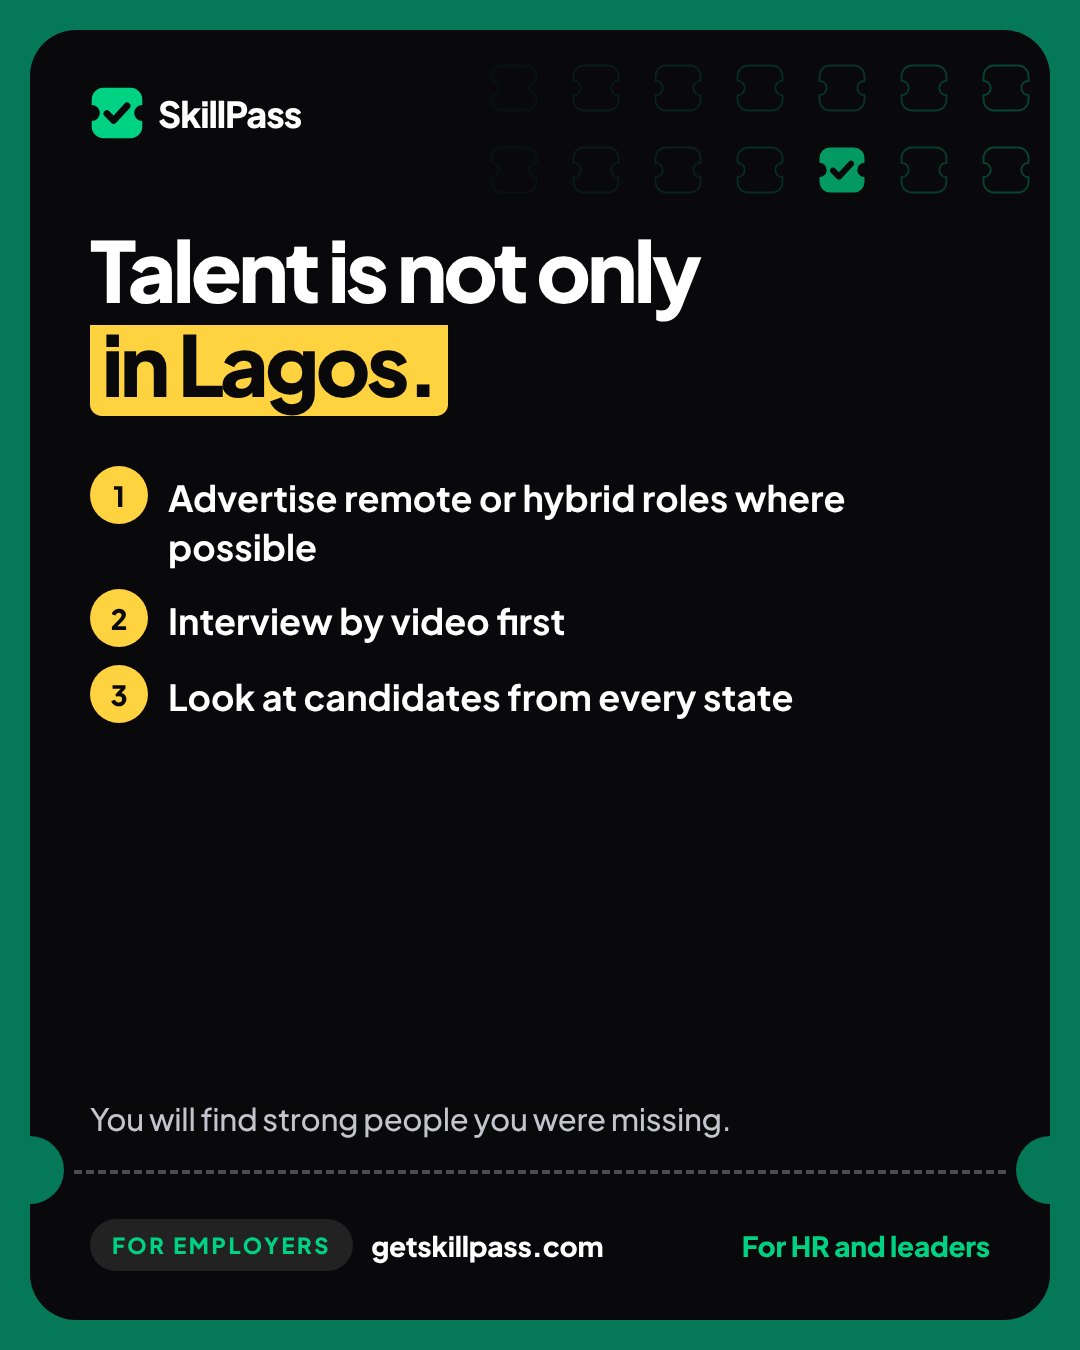 SkillPass
Talent is not only
in Lagos.
1 Advertise remote or hybrid roles where
possible
2 Interview by video first
3 Look at candidates from every state
You will find strong people you were missing.
FOR EMPLOYERS getskillpass.com For HR and leaders